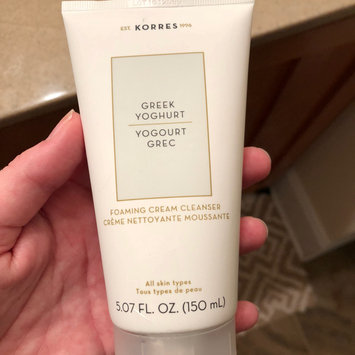 EST. KORRES 1996
GREEK
YOGHURT
YOGOURT
GREC
FOAMING CREAM CLEANSER
CRÈME NETTOYANTE MOUSSANTE
All skin types
Tous types de peau
5.07 FL. OZ. (150 mL)